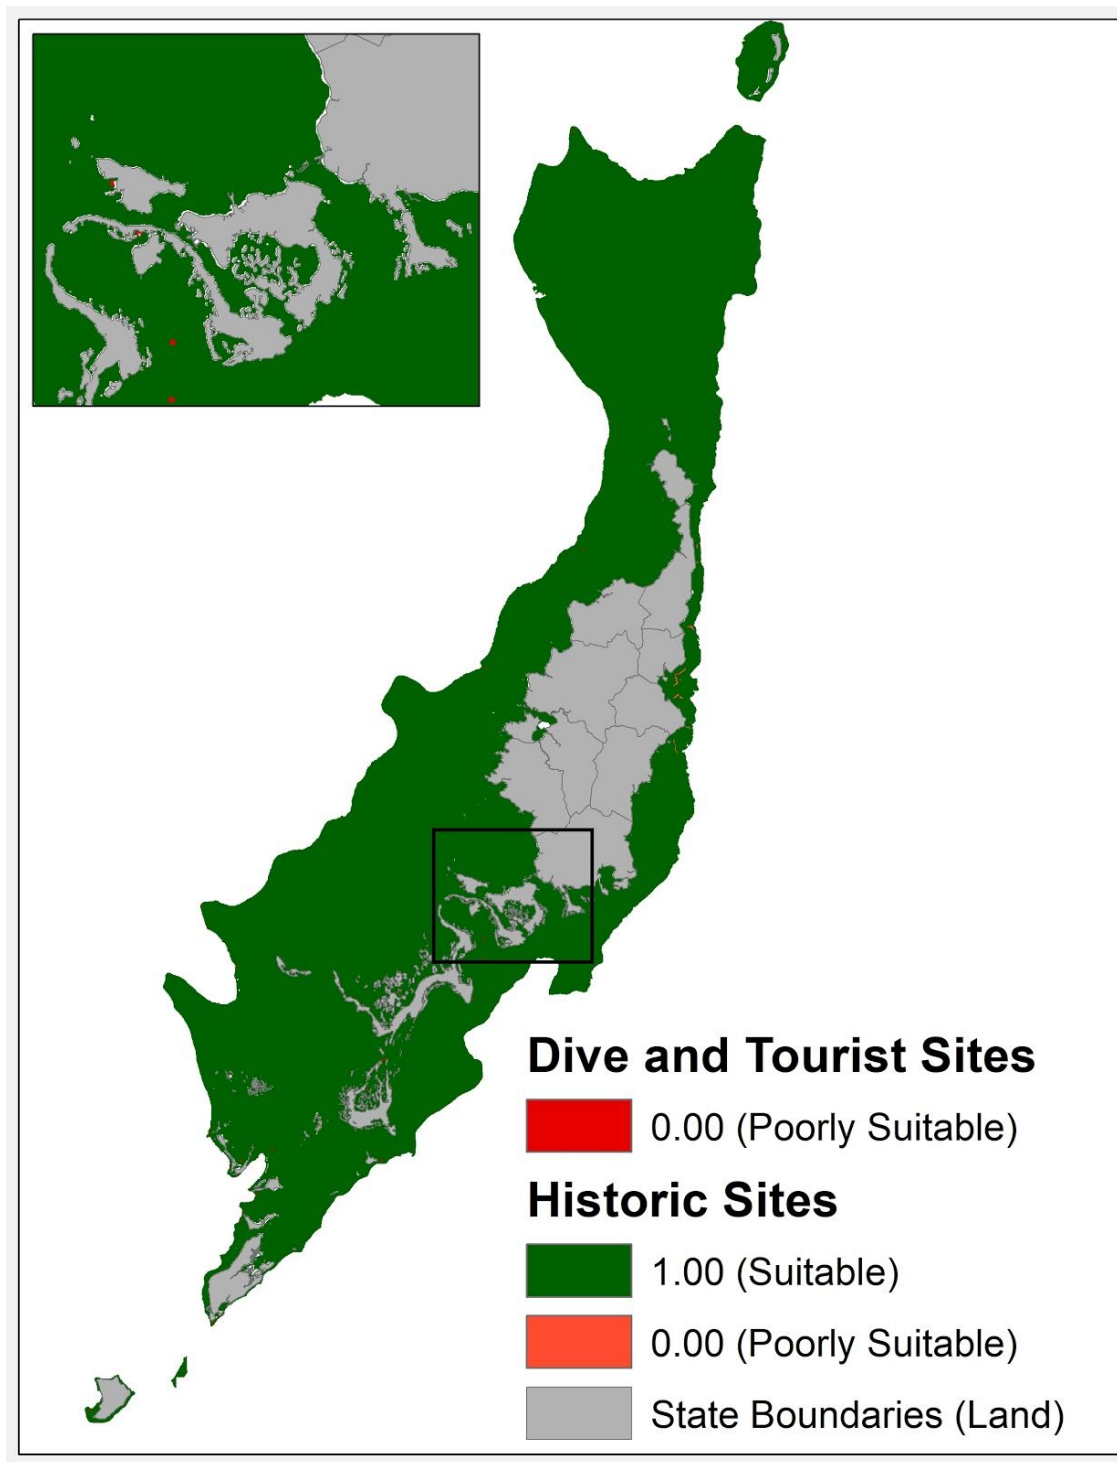 Dive and Tourist Sites
0.00 (Poorly Suitable)
Historic Sites
1.00 (Suitable)
0.00 (Poorly Suitable)
State Boundaries (Land)